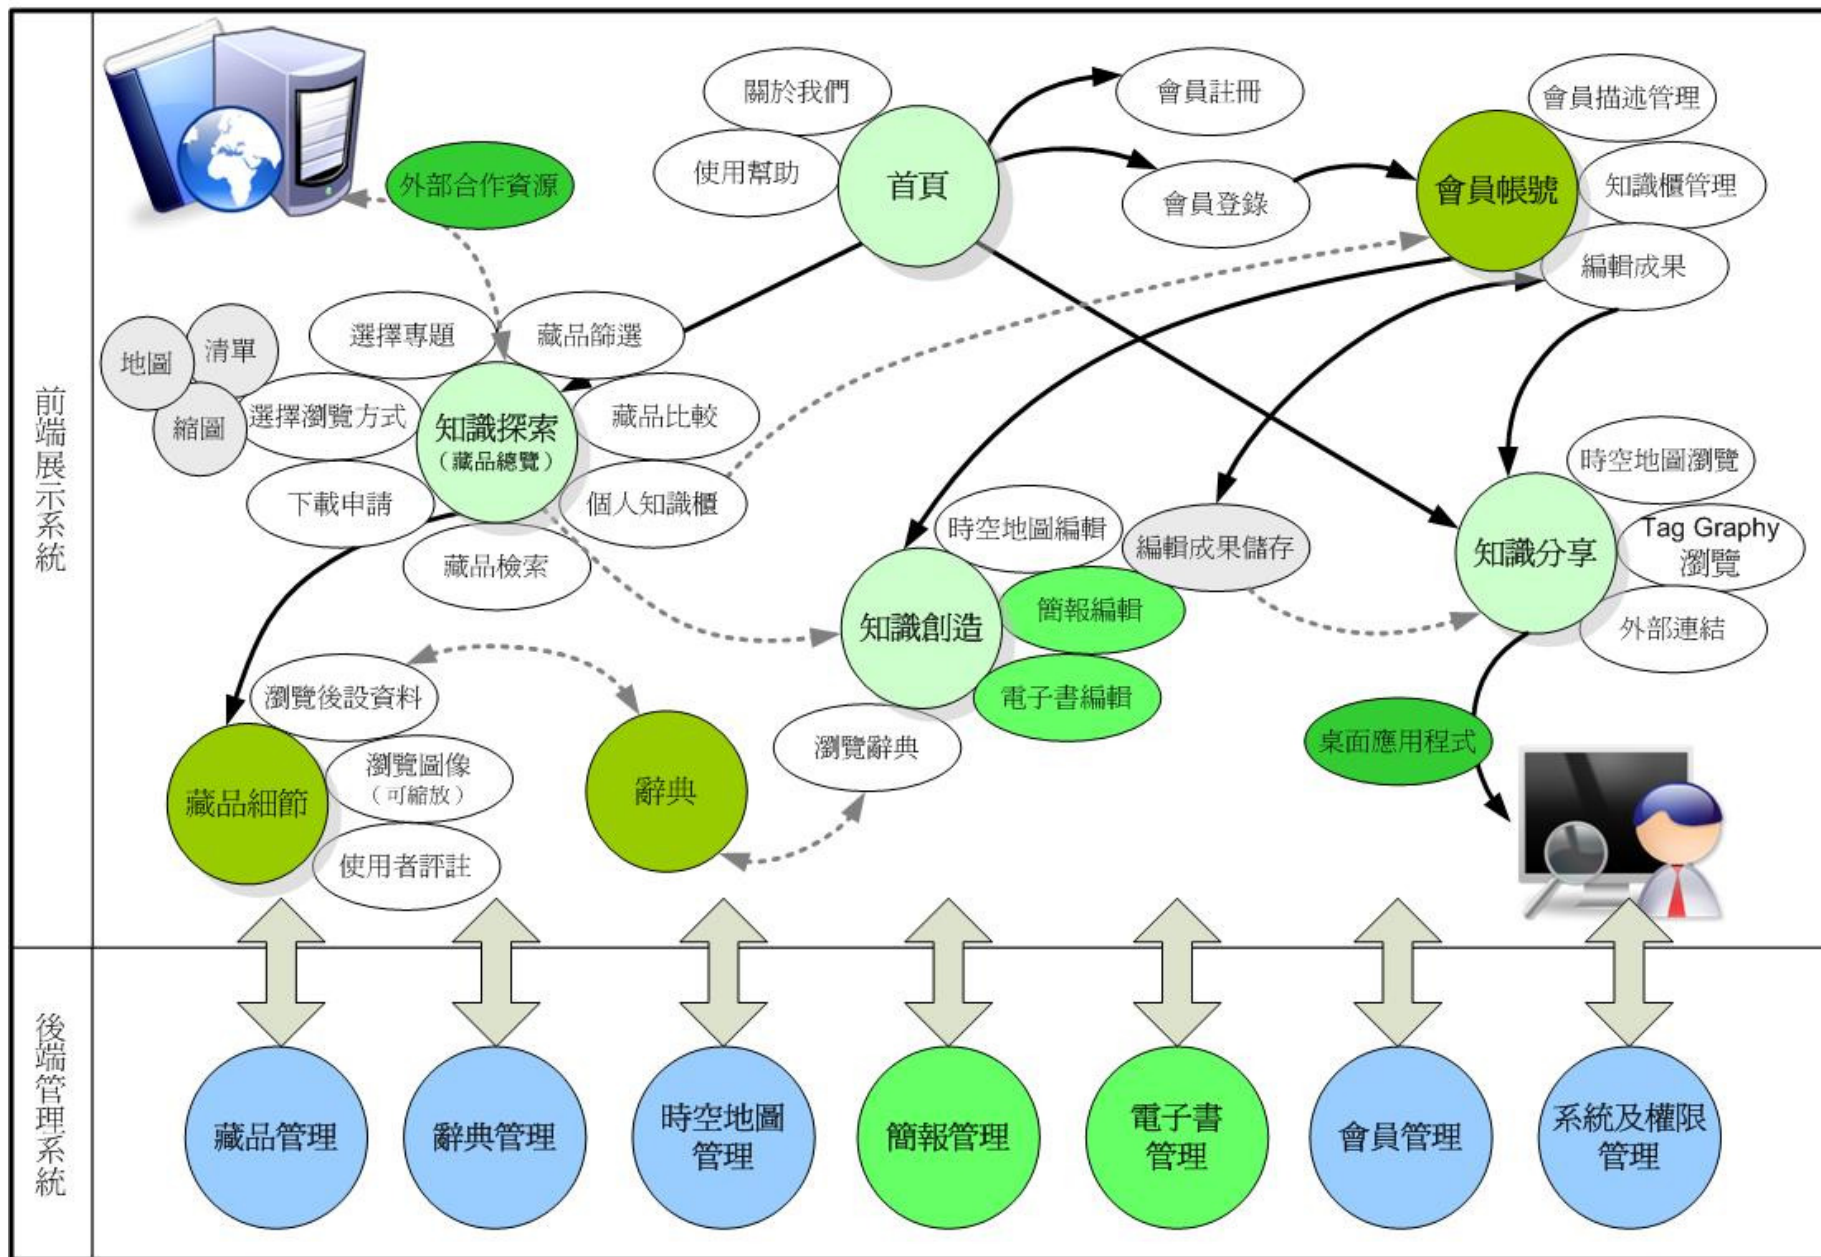 前端展示系統
外部合作資源
關於我們
使用幫助
首頁
會員註冊
會員登錄
會員帳號
會員描述管理
知識櫃管理
編輯成果
地圖
清單
縮圖
選擇專題
藏品篩選
選擇瀏覽方式
知識探索
（藏品總覽）
藏品比較
下載申請
個人知識櫃
藏品檢索
時空地圖編輯
編輯成果儲存
知識創造
簡報編輯
電子書編輯
瀏覽辭典
知識分享
時空地圖瀏覽
Tag Graphy
瀏覽
外部連結
桌面應用程式
瀏覽後設資料
藏品細節
瀏覽圖像
（可縮放）
使用者評註
辭典
後端管理系統
藏品管理
辭典管理
時空地圖
管理
簡報管理
電子書
管理
會員管理
系統及權限
管理